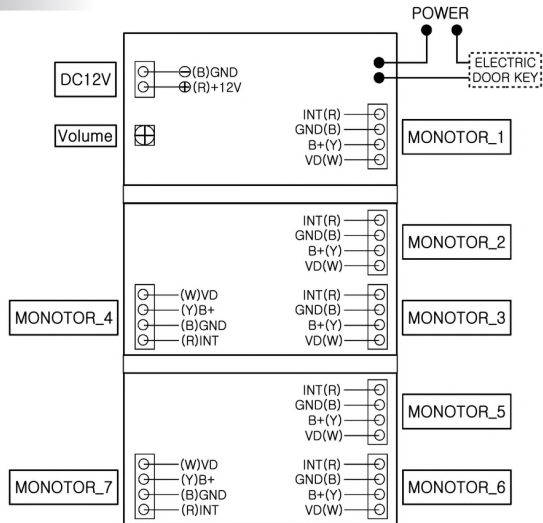 POWER
ELECTRIC
DOOR KEY
DC12V
(B)GND
(R)+12V
Volume
INT(R)
GND(B)
B+(Y)
VD(W)
MONOTOR_1
INT(R)
GND(B)
B+(Y)
VD(W)
MONOTOR_2
MONOTOR_4
(W)VD
(Y)B+
(B)GND
(R)INT
INT(R)
GND(B)
B+(Y)
VD(W)
MONOTOR_3
INT(R)
GND(B)
B+(Y)
VD(W)
MONOTOR_5
MONOTOR_7
(W)VD
(Y)B+
(B)GND
(R)INT
INT(R)
GND(B)
B+(Y)
VD(W)
MONOTOR_6